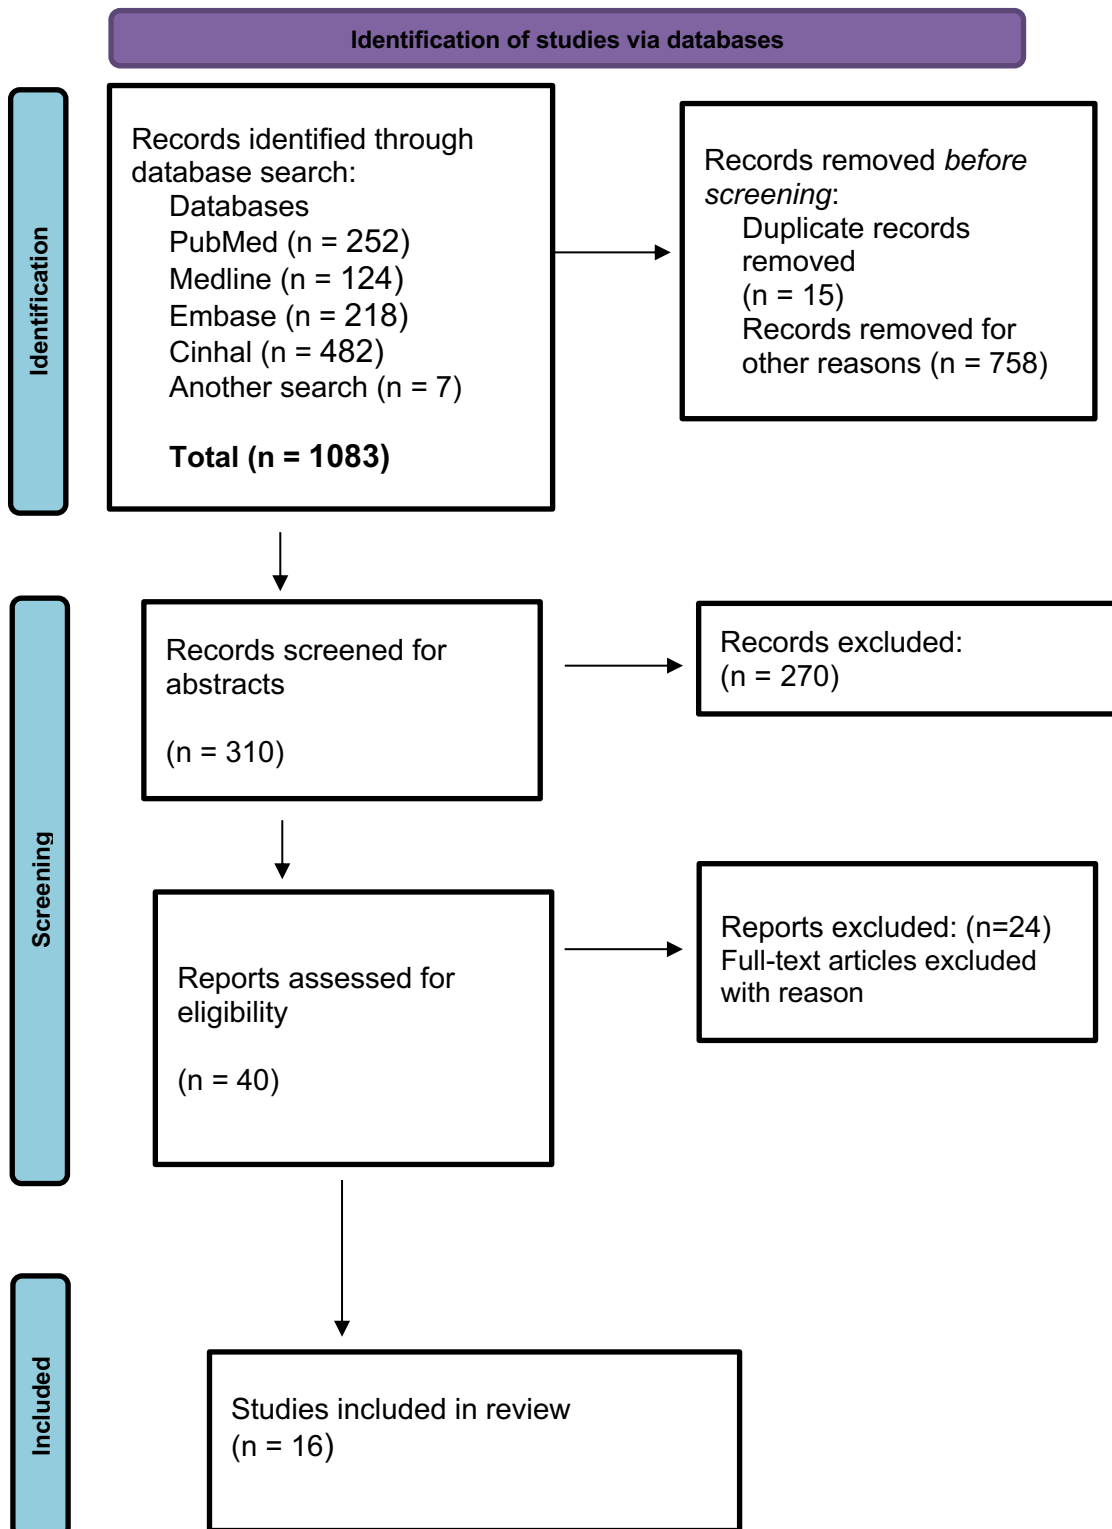 Identification of studies via databases
Identification
Records identified through
database search:
Databases
PubMed (n = 252)
Medline (n = 124)
Embase (n = 218)
Cinhal (n = 482)
Another search (n = 7)
Total (n = 1083)
Records removed before
screening:
Duplicate records
removed
(n = 15)
Records removed for
other reasons (n = 758)
Screening
Records screened for
abstracts
(n = 310)
Records excluded:
(n = 270)
Reports assessed for
eligibility
(n = 40)
Reports excluded: (n=24)
Full-text articles excluded
with reason
Included
Studies included in review
(n = 16)